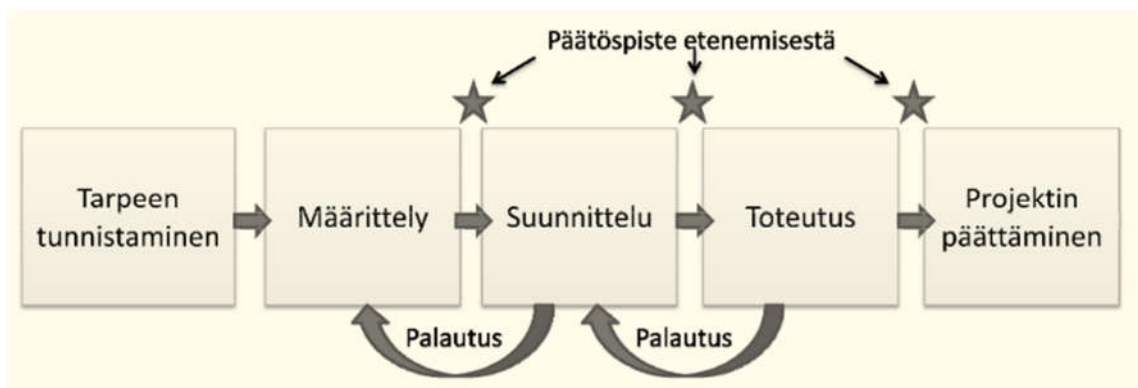 Päätöspiste etenemisestä
Tarpeen
tunnistaminen
Määrittely
Suunnittelu
Toteutus
Projektin
päättäminen
Palautus
Palautus